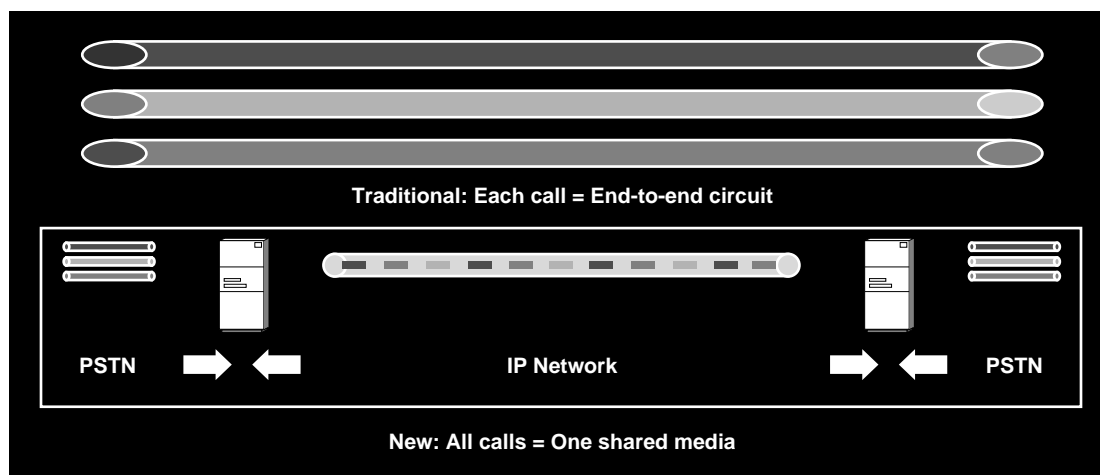 Traditional: Each call = End-to-end circuit
PSTN
IP Network
PSTN
New: All calls = One shared media